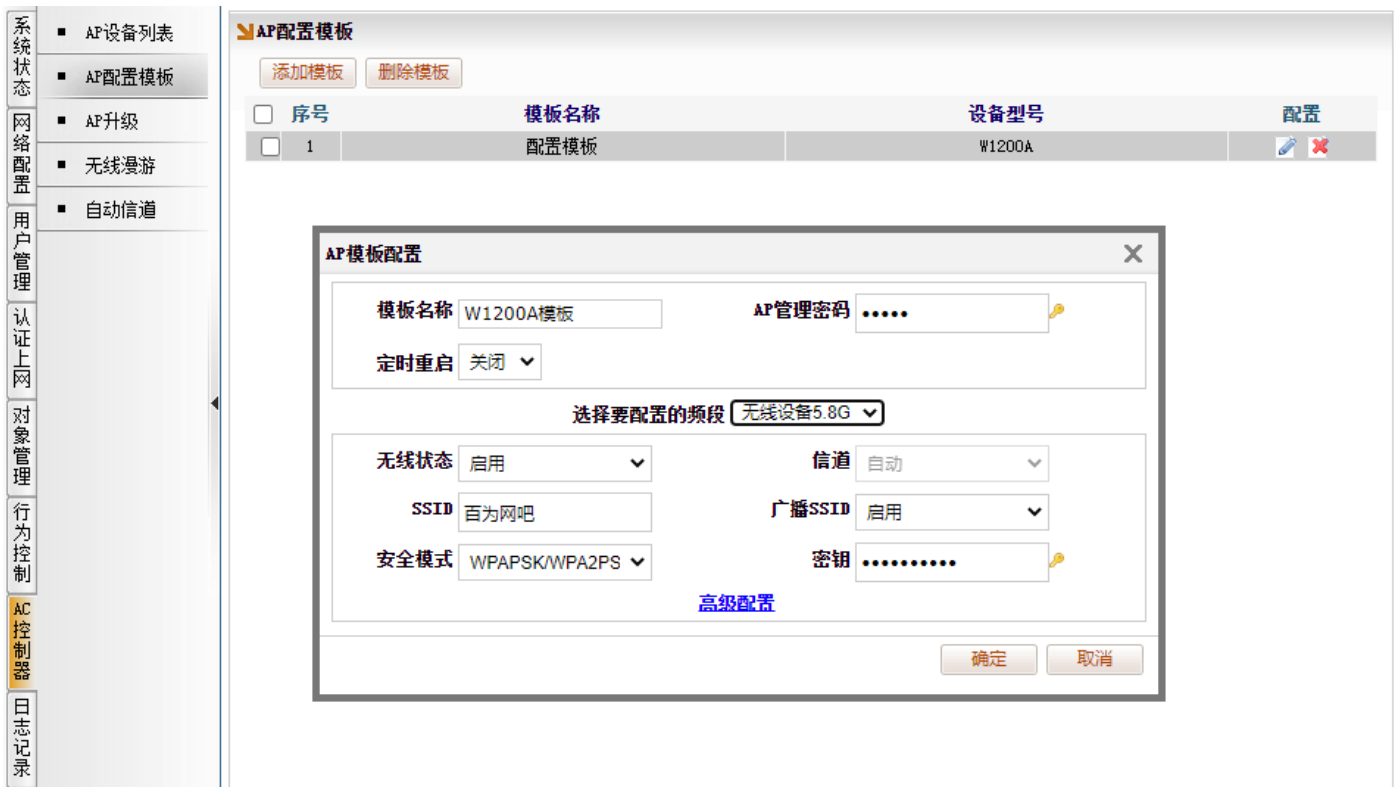 系统状态
网络配置
用户管理
认证上网
对象管理
行为控制
AC控制器
日志记录
AP设备列表
AP配置模板
AP升级
无线漫游
自动信道
AP配置模板
添加模板 删除模板
序号 模板名称 设备型号 配置
1 配置模板 W1200A
AP模板配置
模板名称 W1200A模板 AP管理密码 •••••
定时重启 关闭
选择要配置的频段 无线设备5.8G
无线状态 启用 信道 自动
SSID 百为网吧 广播SSID 启用
安全模式 WPAPSK/WPA2PS 密钥 ••••••••••
高级配置
确定 取消